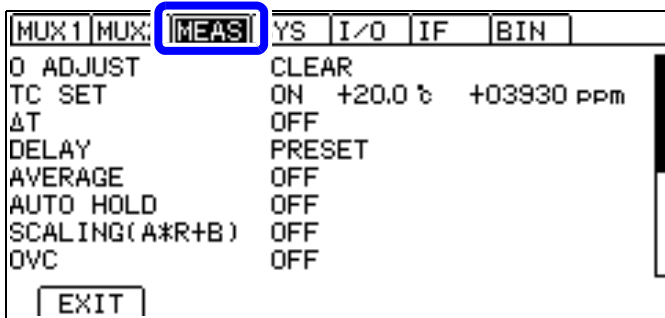 MUX1 MUX: MEAS YS I/O IF BIN
0 ADJUST CLEAR
TC SET ON +20.0 ℃ +03930 ppm
ΔT OFF
DELAY PRESET
AVERAGE OFF
AUTO HOLD OFF
SCALING(A*R+B) OFF
OVC OFF
EXIT